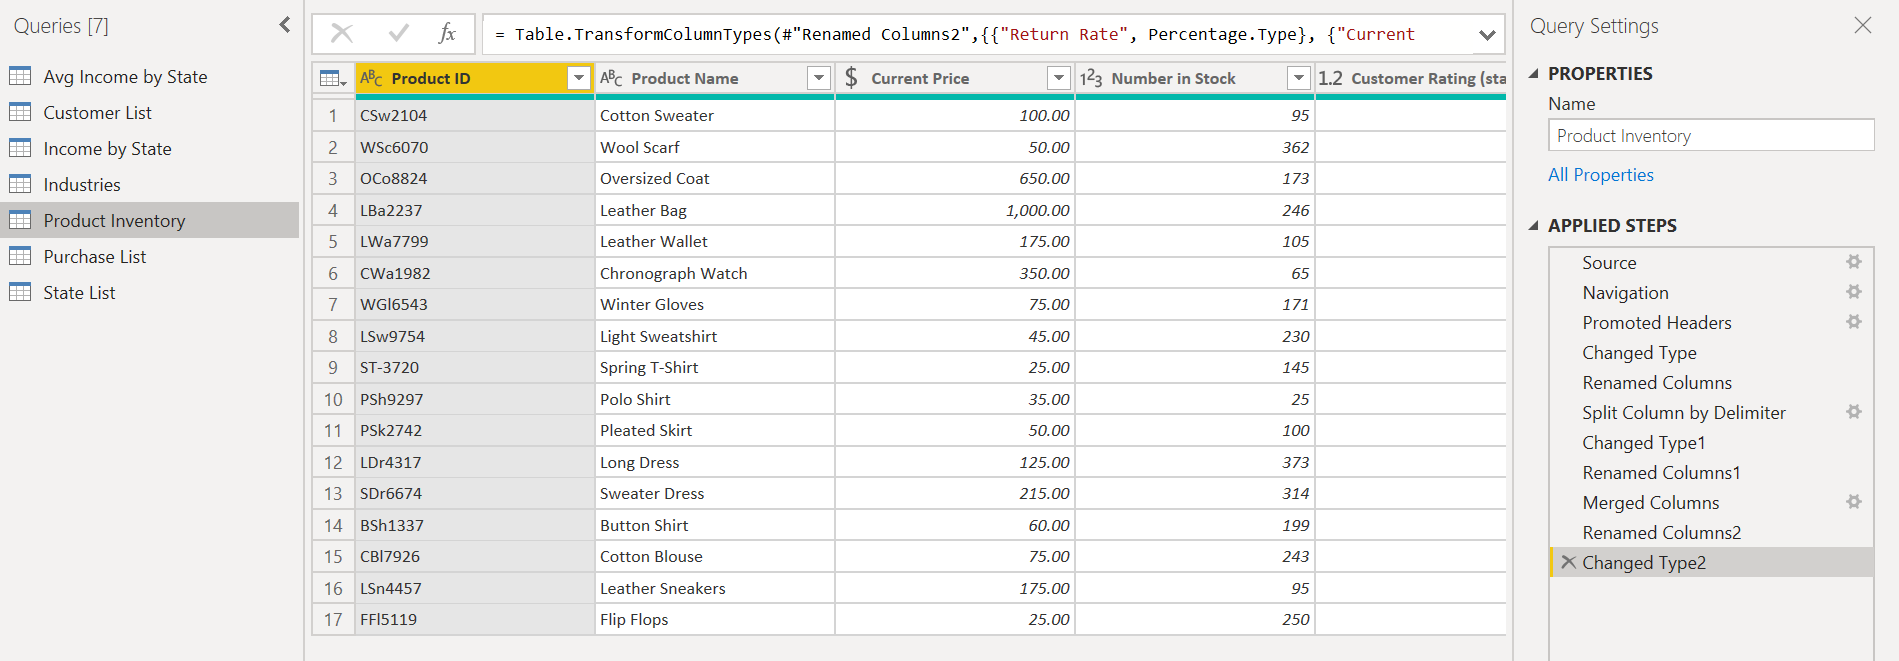 Queries [7]
Avg Income by State
Customer List
Income by State
Industries
Product Inventory
Purchase List
State List
fx = Table.TransformColumnTypes(#"Renamed Columns2",{{"Return Rate", Percentage.Type}, {"Current
ABC Product ID ABC Product Name $ Current Price 123 Number in Stock 1.2 Customer Rating (sta
1 CSw2104 Cotton Sweater 100.00 95
2 WSc6070 Wool Scarf 50.00 362
3 OCo8824 Oversized Coat 650.00 173
4 LBa2237 Leather Bag 1,000.00 246
5 LWa7799 Leather Wallet 175.00 105
6 CWa1982 Chronograph Watch 350.00 65
7 WGl6543 Winter Gloves 75.00 171
8 LSw9754 Light Sweatshirt 45.00 230
9 ST-3720 Spring T-Shirt 25.00 145
10 PSh9297 Polo Shirt 35.00 25
11 PSk2742 Pleated Skirt 50.00 100
12 LDr4317 Long Dress 125.00 373
13 SDr6674 Sweater Dress 215.00 314
14 BSh1337 Button Shirt 60.00 199
15 CBl7926 Cotton Blouse 75.00 243
16 LSn4457 Leather Sneakers 175.00 95
17 FFl5119 Flip Flops 25.00 250
Query Settings
PROPERTIES
Name
Product Inventory
All Properties
APPLIED STEPS
Source
Navigation
Promoted Headers
Changed Type
Renamed Columns
Split Column by Delimiter
Changed Type1
Renamed Columns1
Merged Columns
Renamed Columns2
Changed Type2